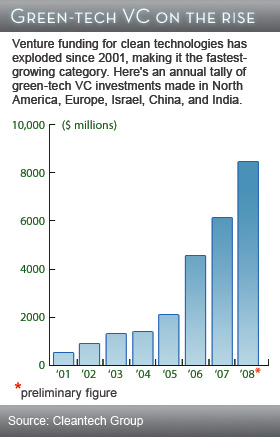 GREEN-TECH VC ON THE RISE
Venture funding for clean technologies has
exploded since 2001, making it the fastest-
growing category. Here's an annual tally of
green-tech VC investments made in North
America, Europe, Israel, China, and India.
10,000 ($ millions)
8000
6000
4000
2000
0
'01 '02 '03 '04 '05 '06 '07 '08*
*preliminary figure
Source: Cleantech Group